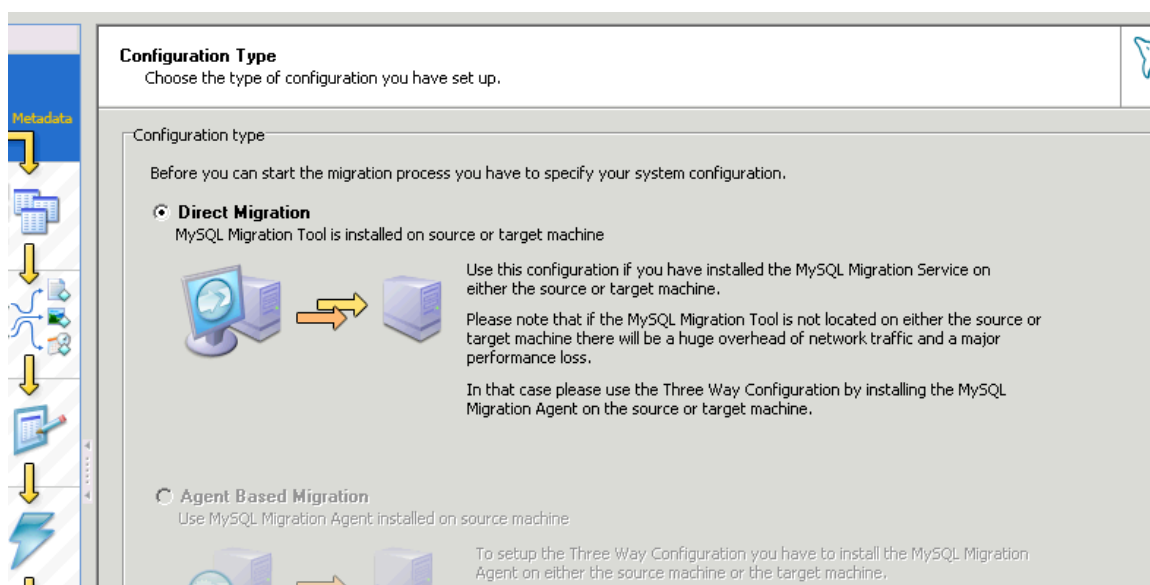 Metadata
Configuration Type
Choose the type of configuration you have set up.
Configuration type
Before you can start the migration process you have to specify your system configuration.
Direct Migration
MySQL Migration Tool is installed on source or target machine
Use this configuration if you have installed the MySQL Migration Service on
either the source or target machine.
Please note that if the MySQL Migration Tool is not located on either the source or
target machine there will be a huge overhead of network traffic and a major
performance loss.
In that case please use the Three Way Configuration by installing the MySQL
Migration Agent on the source or target machine.
Agent Based Migration
Use MySQL Migration Agent installed on source machine
To setup the Three Way Configuration you have to install the MySQL Migration
Agent on either the source machine or the target machine.